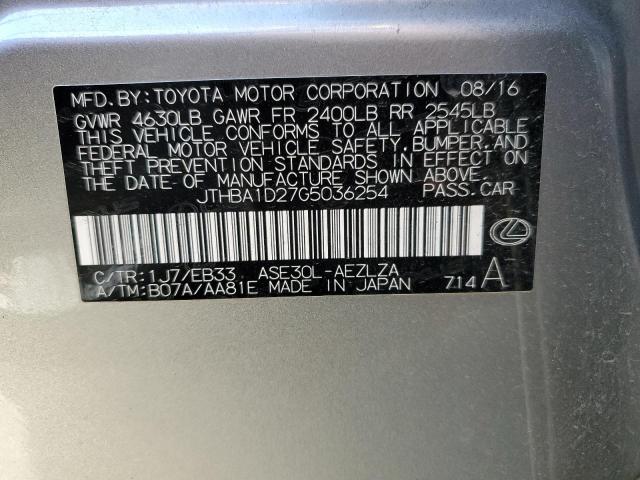 MFD. BY: TOYOTA MOTOR CORPORATION 08/16
GVWR 4630LB GAWR FR 2400LB RR 2545LB
THIS VEHICLE CONFORMS TO ALL APPLICABLE
FEDERAL MOTOR VEHICLE SAFETY, BUMPER, AND
THEFT PREVENTION STANDARDS IN EFFECT ON
THE DATE OF MANUFACTURE SHOWN ABOVE.
JTHBA1D27G5036254 PASS. CAR
C/TR: 1J7/EB33 ASE30L-AEZLZA
A/TM: B07A/AA81E MADE IN JAPAN 714 A